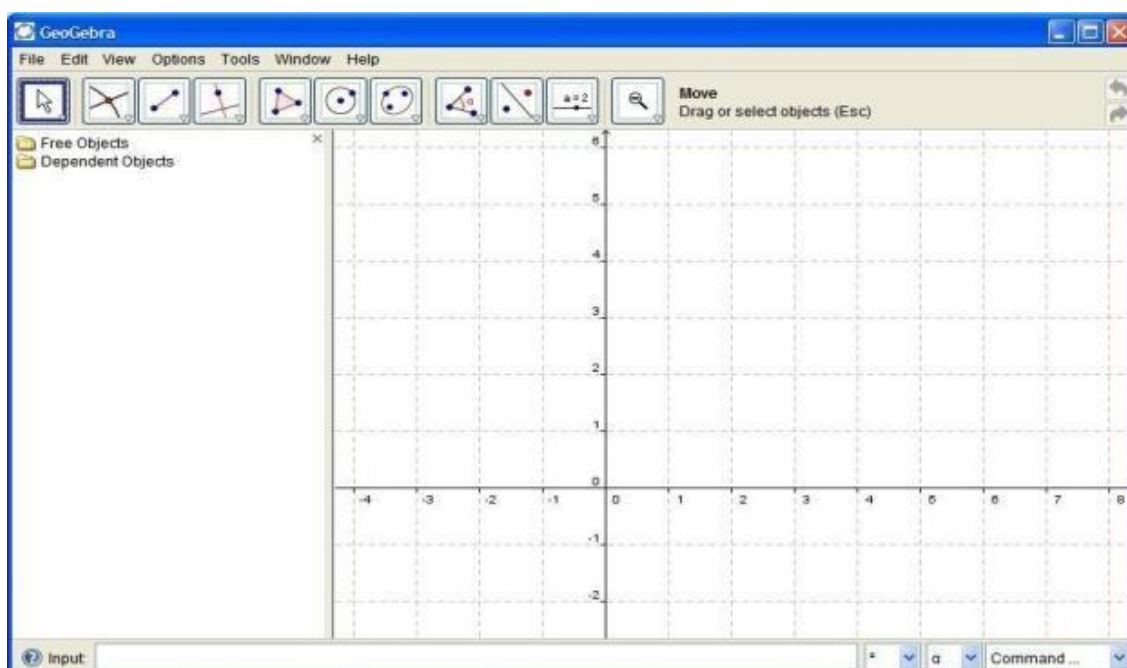 GeoGebra
File Edit View Options Tools Window Help
a=2
Move
Drag or select objects (Esc)
Free Objects
Dependent Objects
6
5
4
3
2
1
0
-4 -3 -2 -1 0 1 2 3 4 5 6 7 8
-1
-2
Input: α Command ...